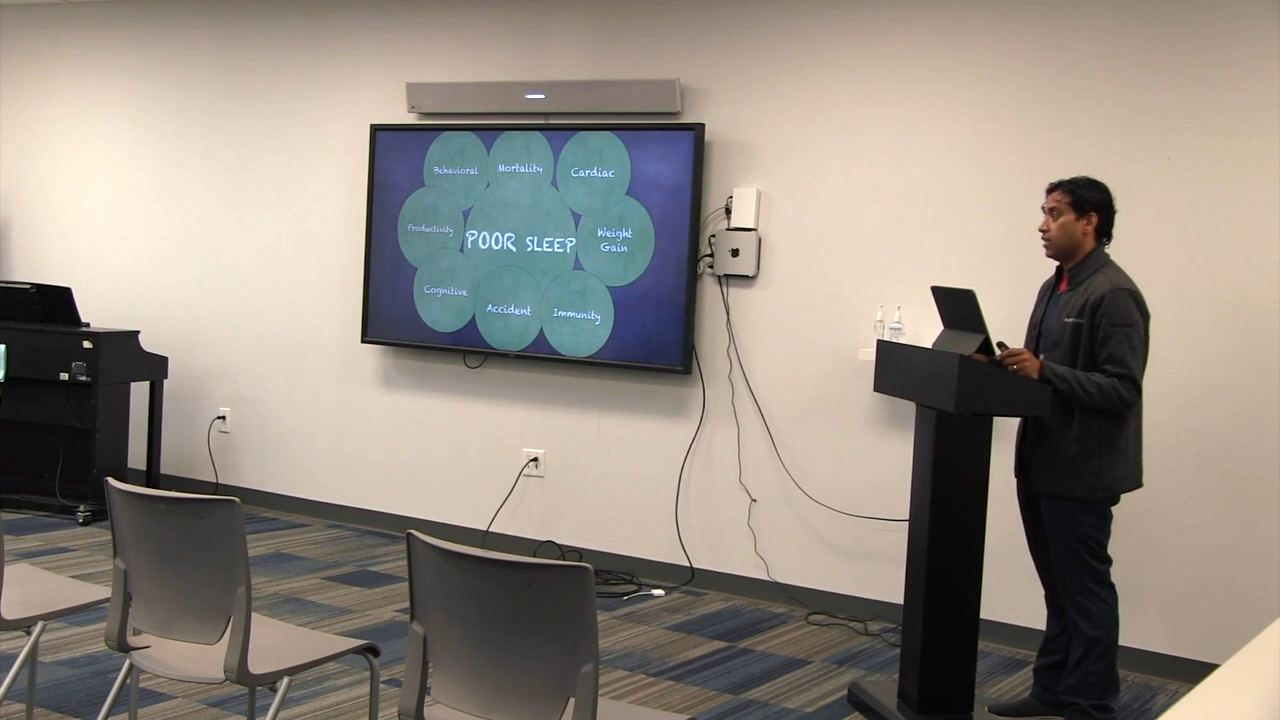 Behavioral
Mortality
Cardiac
Productivity
POOR SLEEP
Weight
Gain
Cognitive
Accident
Immunity